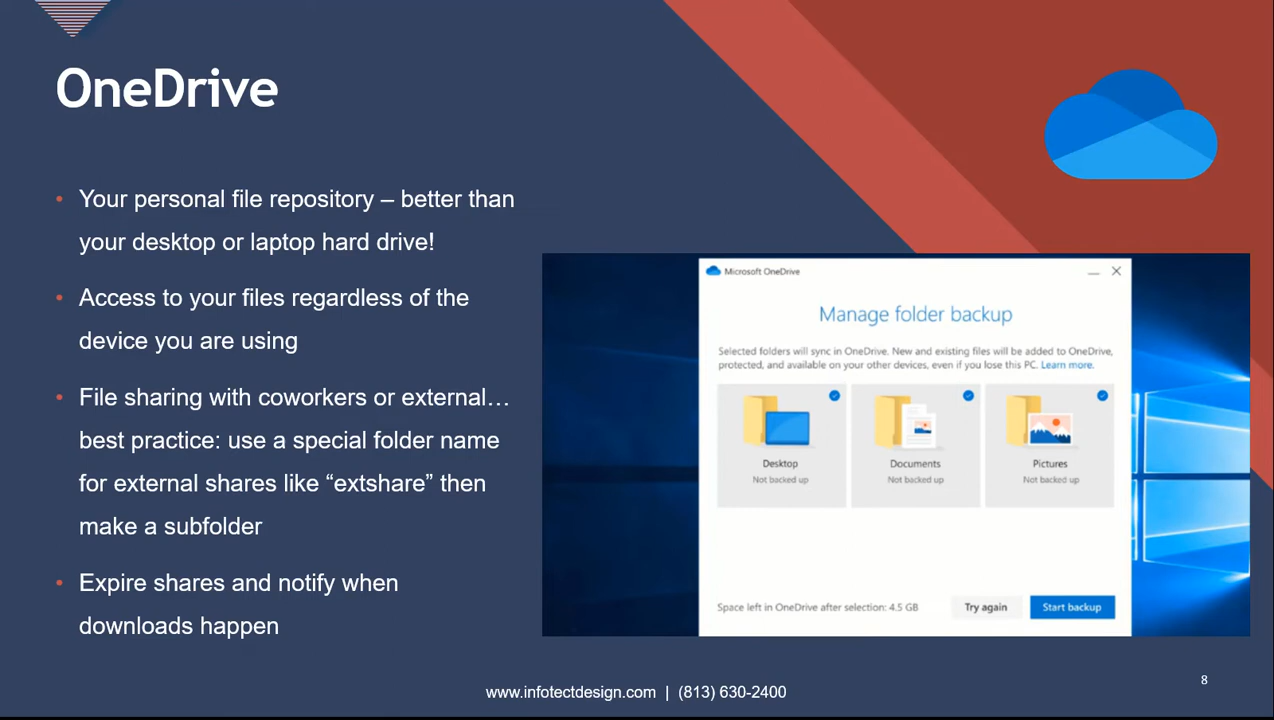 OneDrive
• Your personal file repository – better than
your desktop or laptop hard drive!
• Access to your files regardless of the
device you are using
• File sharing with coworkers or external…
best practice: use a special folder name
for external shares like “extshare” then
make a subfolder
• Expire shares and notify when
downloads happen
Microsoft OneDrive
Manage folder backup
Selected folders will sync in OneDrive. New and existing files will be added to OneDrive,
protected, and available on your other devices, even if you lose this PC. Learn more.
Desktop Documents Pictures
Not backed up Not backed up Not backed up
Space left in OneDrive after selection: 4.5 GB Try again Start backup
www.infotectdesign.com | (813) 630-2400
8